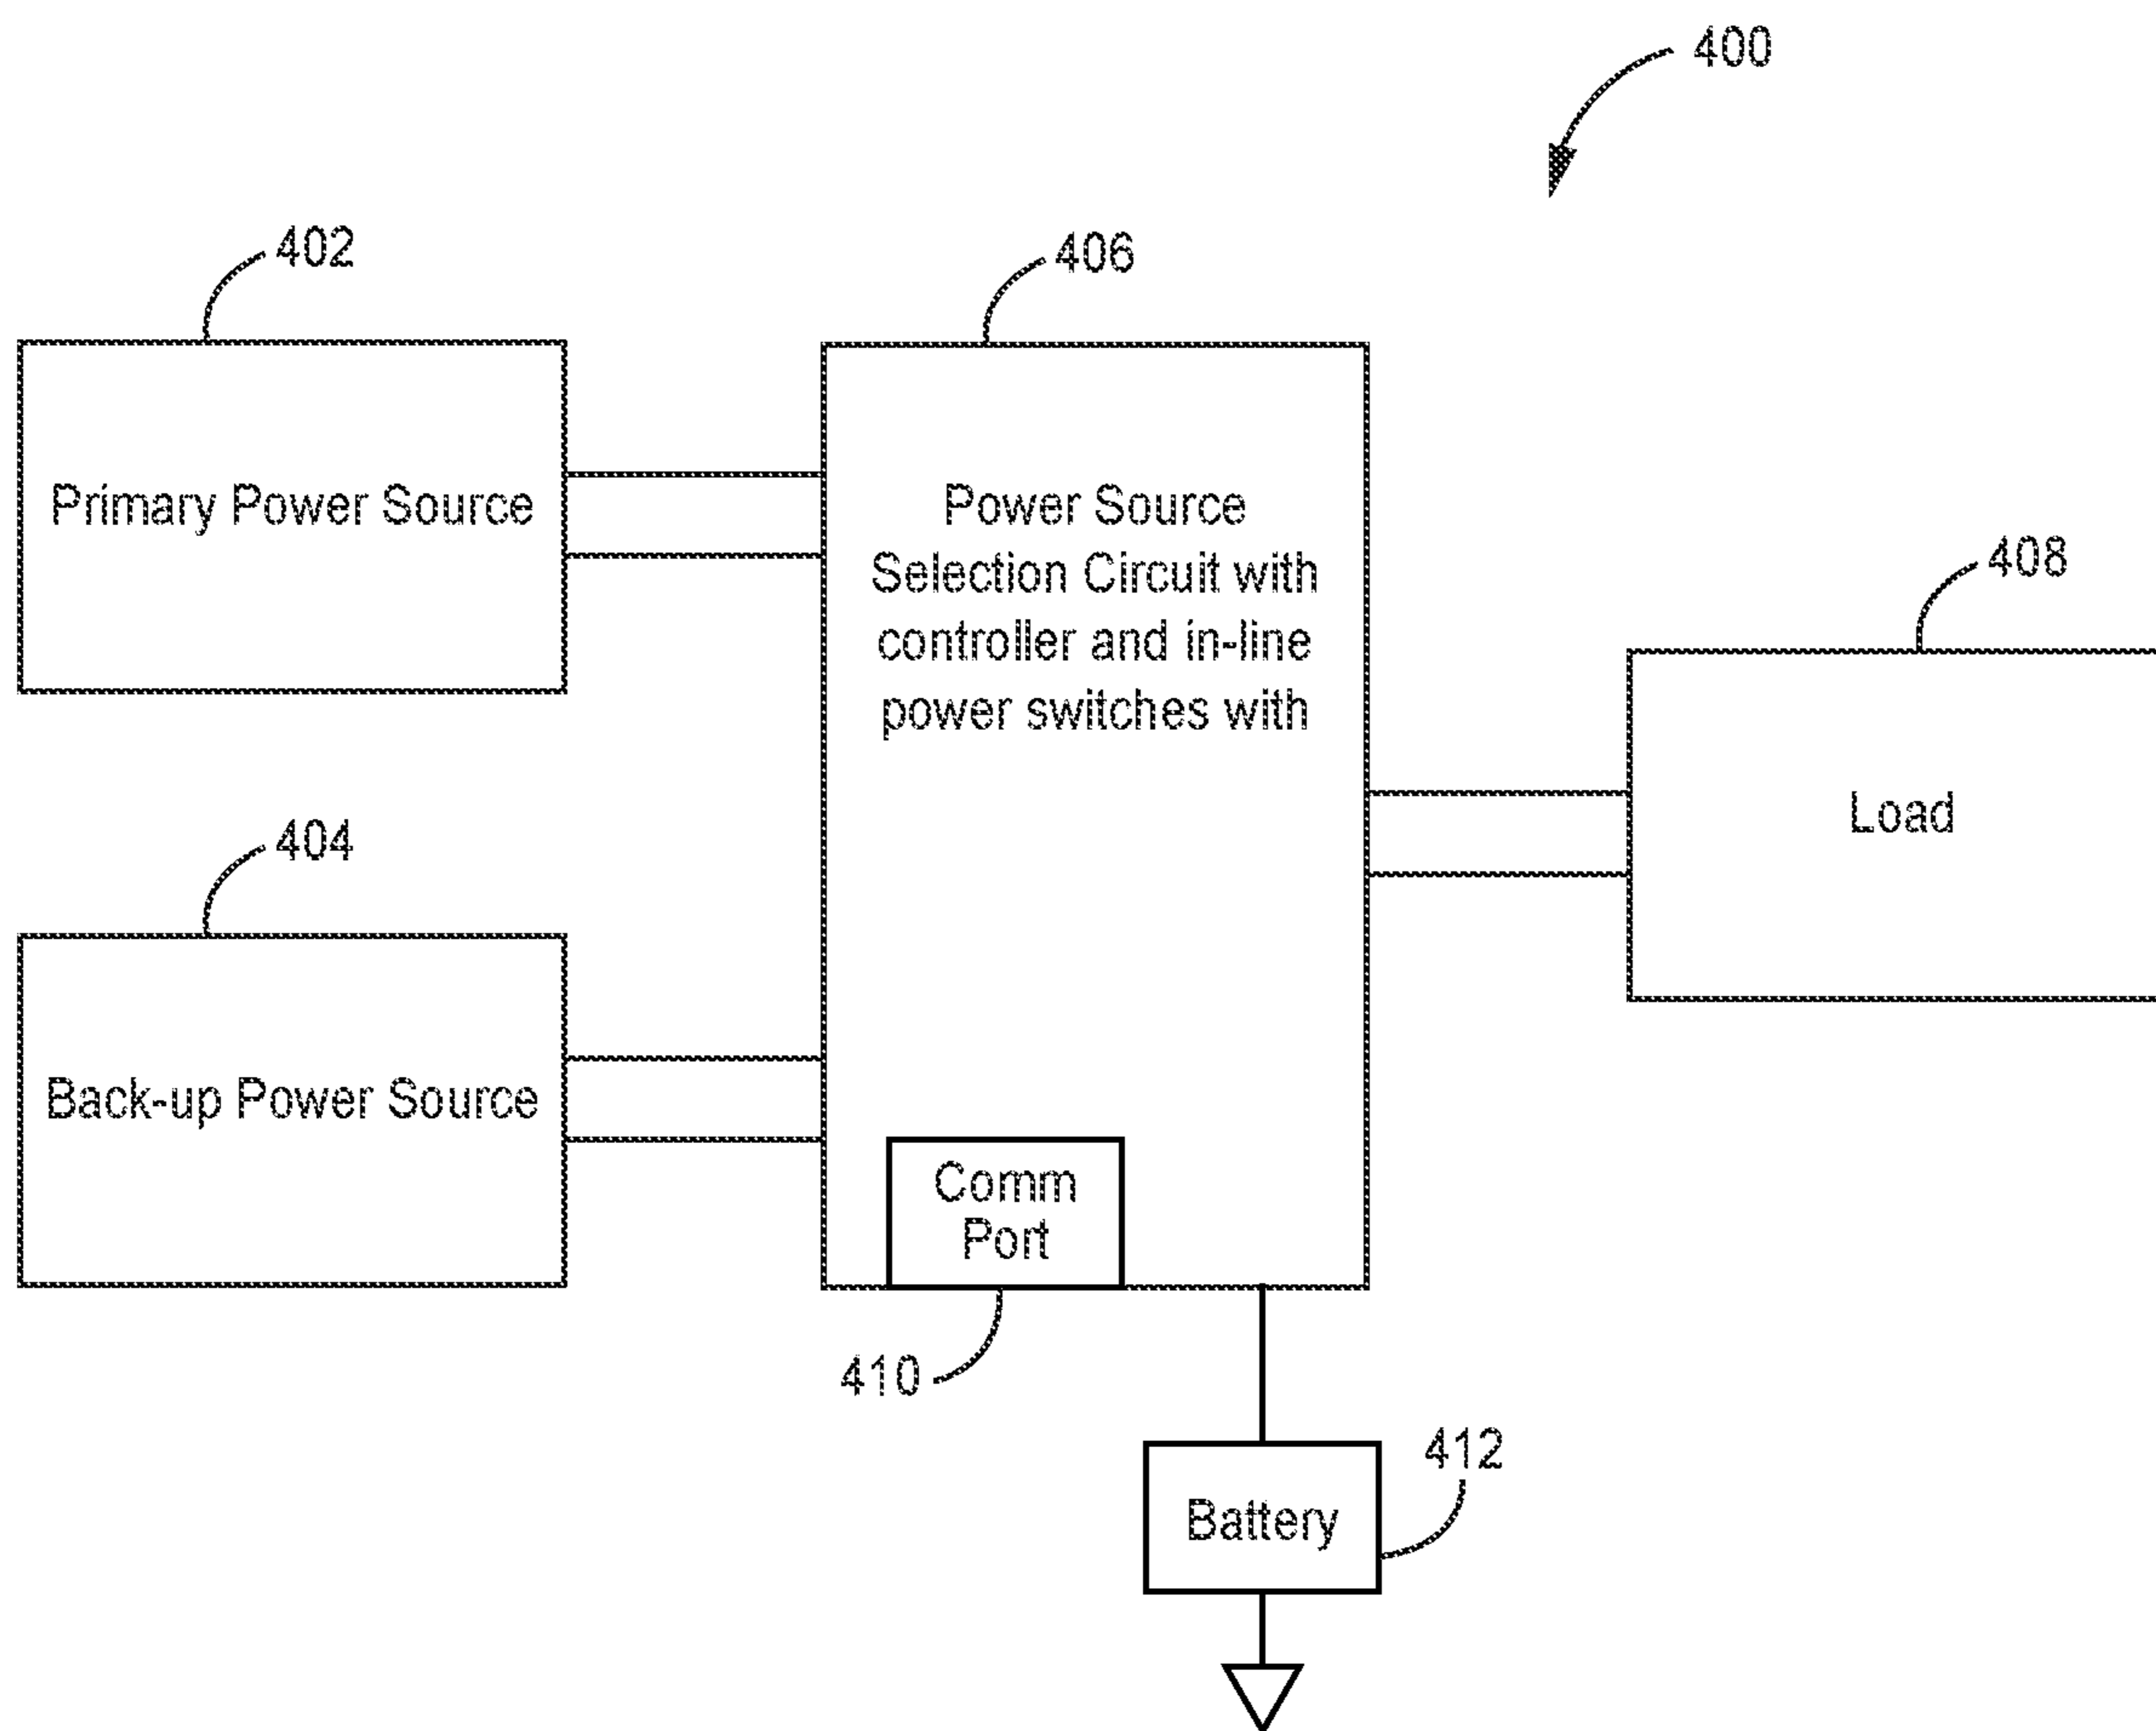 400
402
406
Primary Power Source
Power Source
Selection Circuit with
controller and in-line
power switches with
408
Load
404
Back-up Power Source
Comm
Port
410
412
Battery